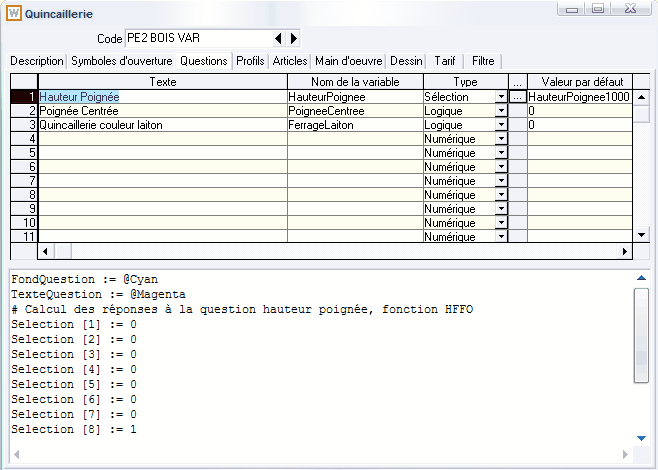 Quincaillerie
Code PE2 BOIS VAR
Description Symboles d'ouverture Questions Profils Articles Main d'oeuvre Dessin Tarif Filtre
Texte Nom de la variable Type ... Valeur par défaut
1 Hauteur Poignée HauteurPoignee Sélection ... HauteurPoignee1000
2 Poignée Centrée PoigneeCentree Logique 0
3 Quincaillerie couleur laiton FerrageLaiton Logique 0
4 Numérique
5 Numérique
6 Numérique
7 Numérique
8 Numérique
9 Numérique
10 Numérique
11 Numérique
FondQuestion := @Cyan
TexteQuestion := @Magenta
# Calcul des réponses à la question hauteur poignée, fonction HFFO
Selection [1] := 0
Selection [2] := 0
Selection [3] := 0
Selection [4] := 0
Selection [5] := 0
Selection [6] := 0
Selection [7] := 0
Selection [8] := 1